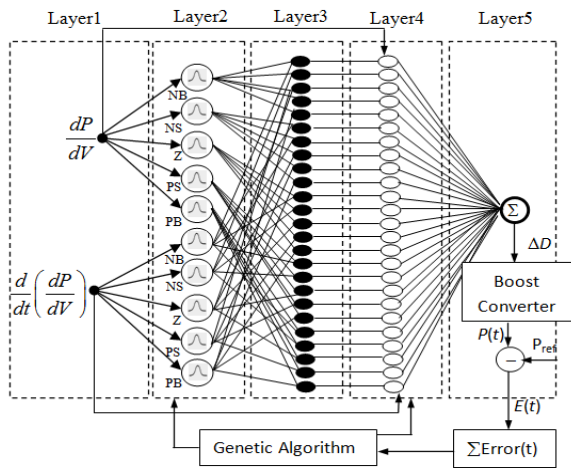 Layer1 Layer2 Layer3 Layer4 Layer5
NB
dP
dV
NS
Z
PS
PB
NB
d/dt (dP/dV)
NS
Z
PS
PB
Σ
ΔD
Boost
Converter
P(t)
Pref
−
E(t)
Genetic Algorithm
∑Error(t)